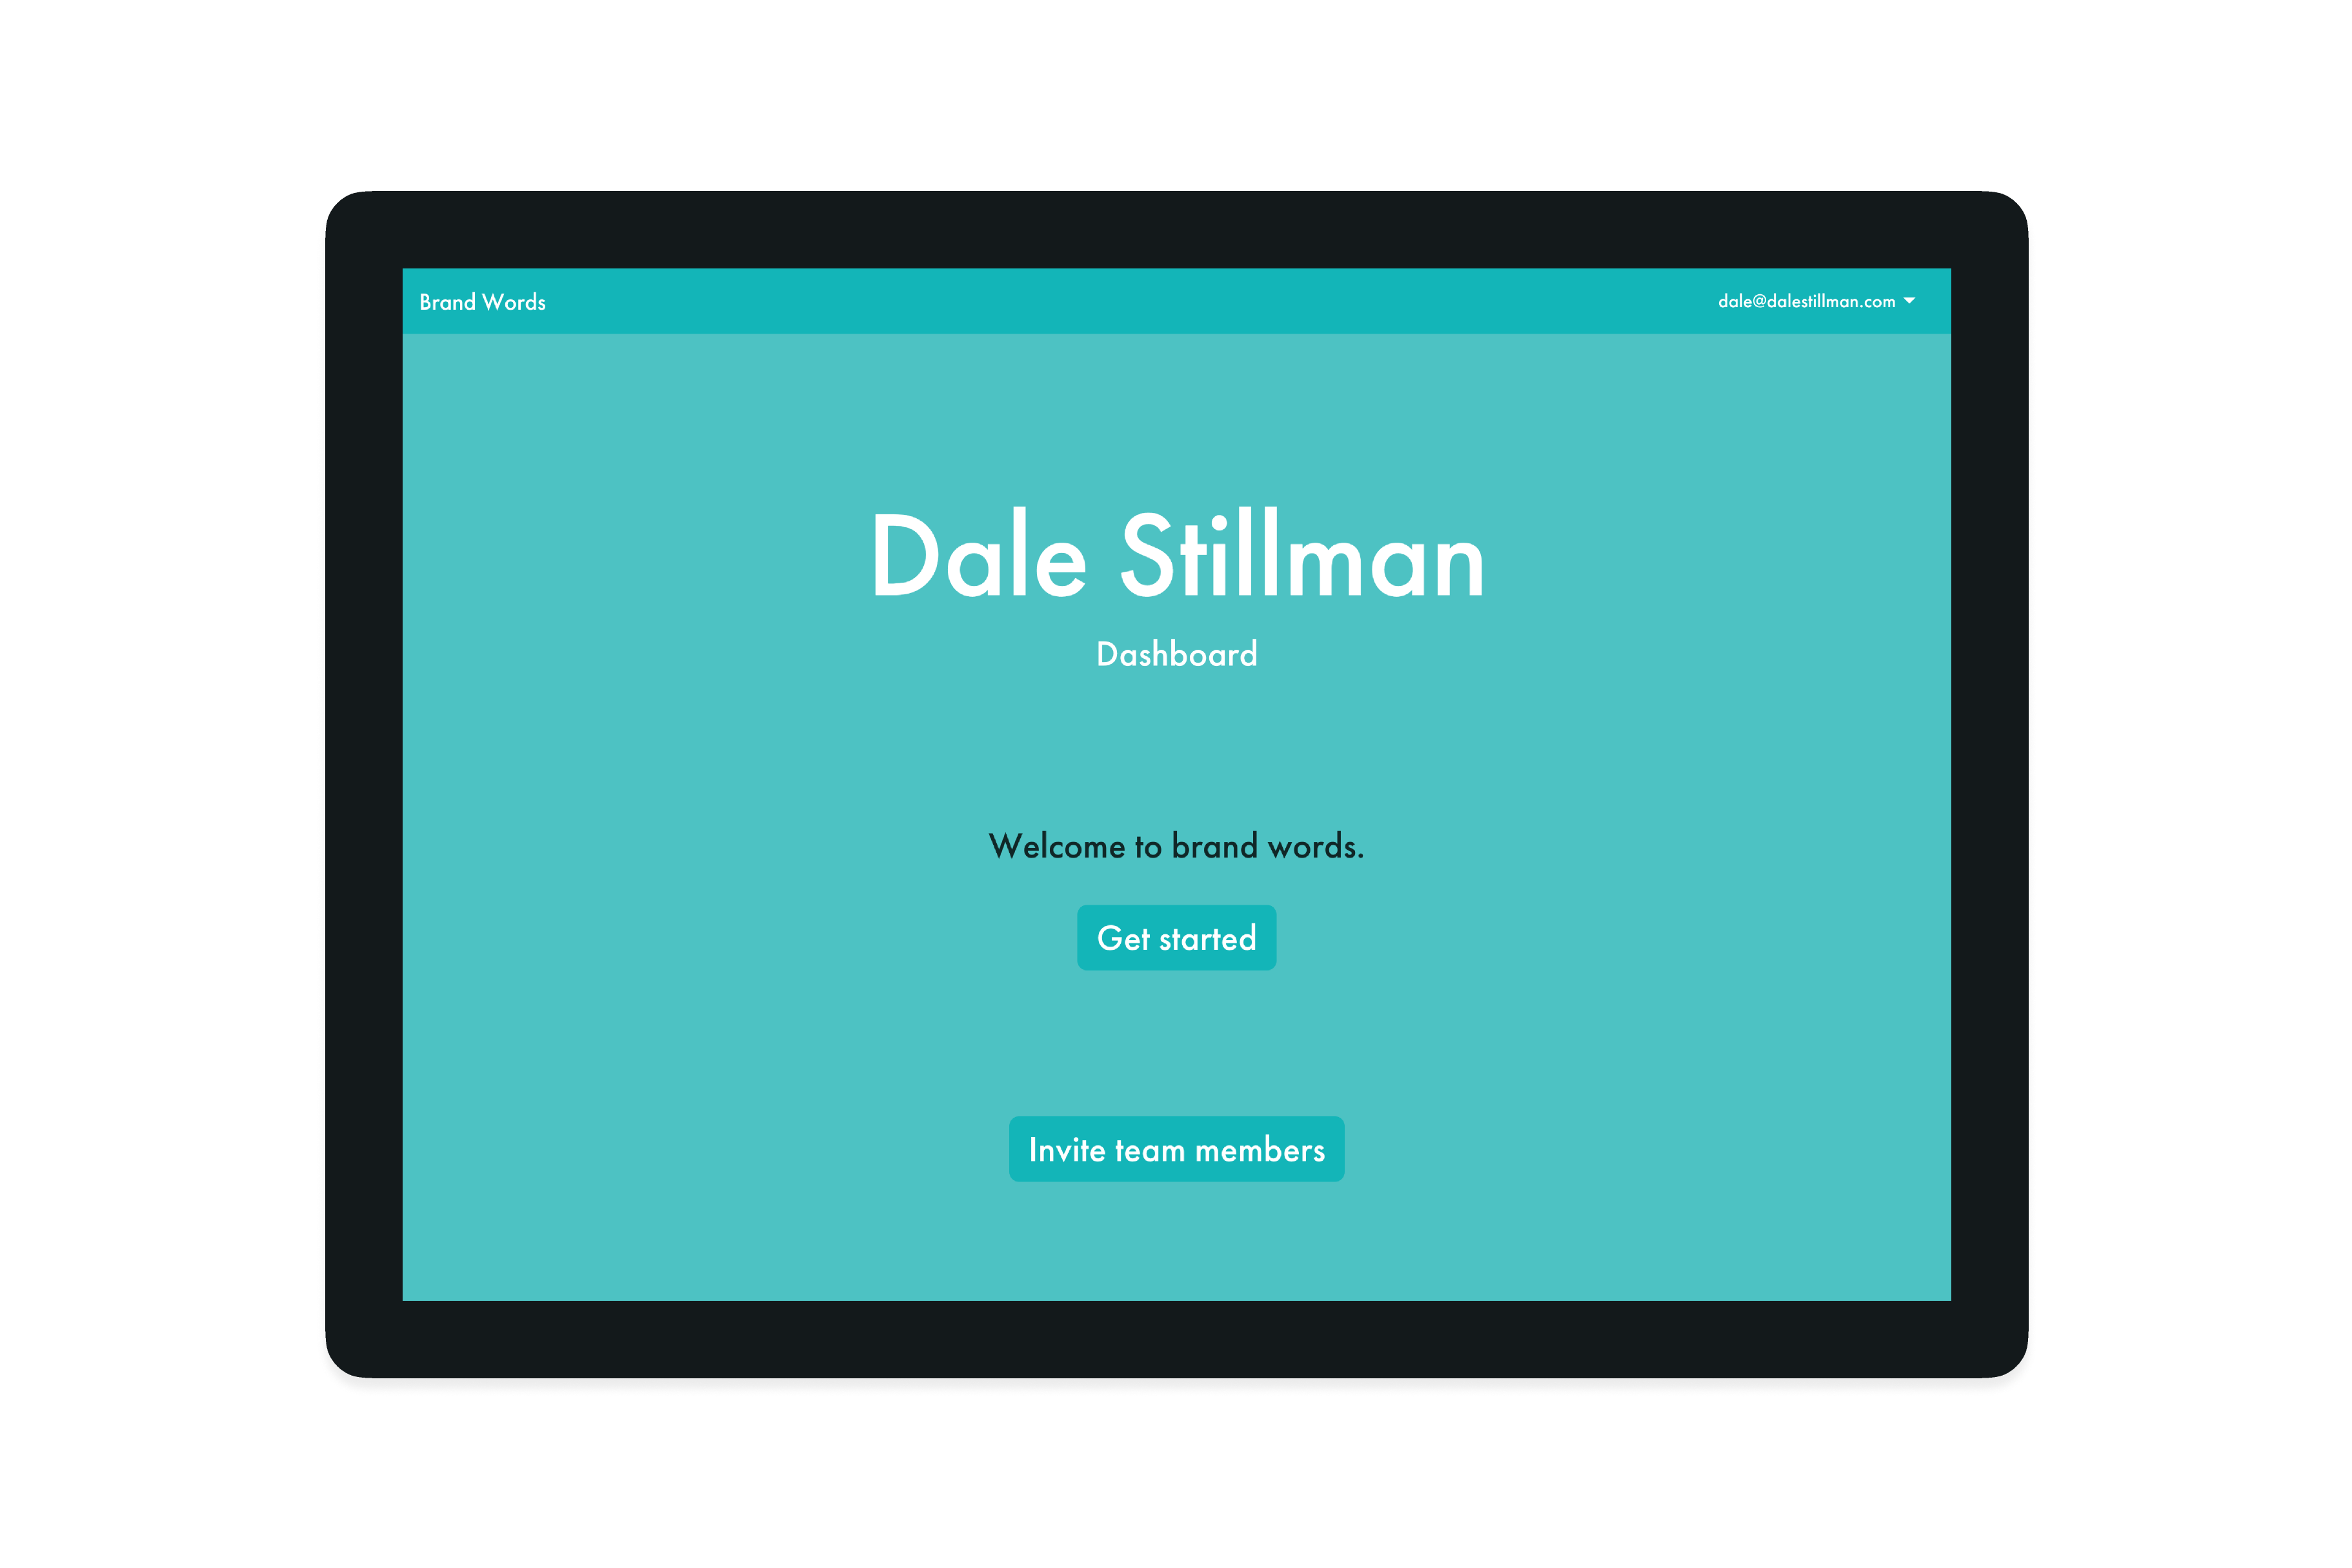 Brand Words
dale@dalestillman.com
Dale Stillman
Dashboard
Welcome to brand words.
Get started
Invite team members